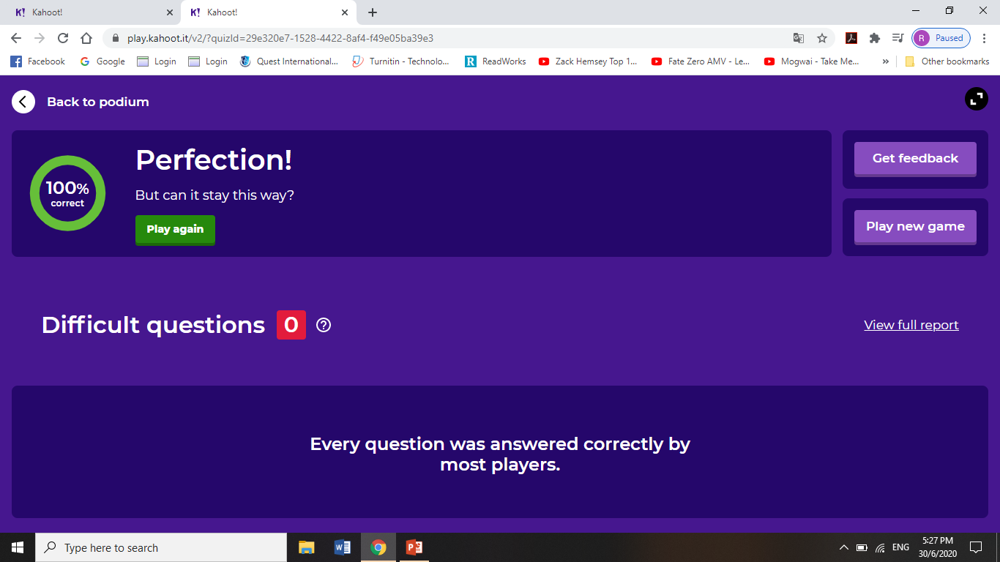 K! Kahoot!
K! Kahoot!
play.kahoot.it/v2/?quizId=29e320e7-1528-4422-8af4-f49e05ba39e3
R Paused
Facebook Google Login Login Quest International... Turnitin - Technolo... R ReadWorks Zack Hemsey Top 1... Fate Zero AMV - Le... Mogwai - Take Me... » Other bookmarks
Back to podium
100%
correct
Perfection!
But can it stay this way?
Play again
Get feedback
Play new game
Difficult questions 0 ?
View full report
Every question was answered correctly by
most players.
Type here to search
ENG
5:27 PM
30/6/2020